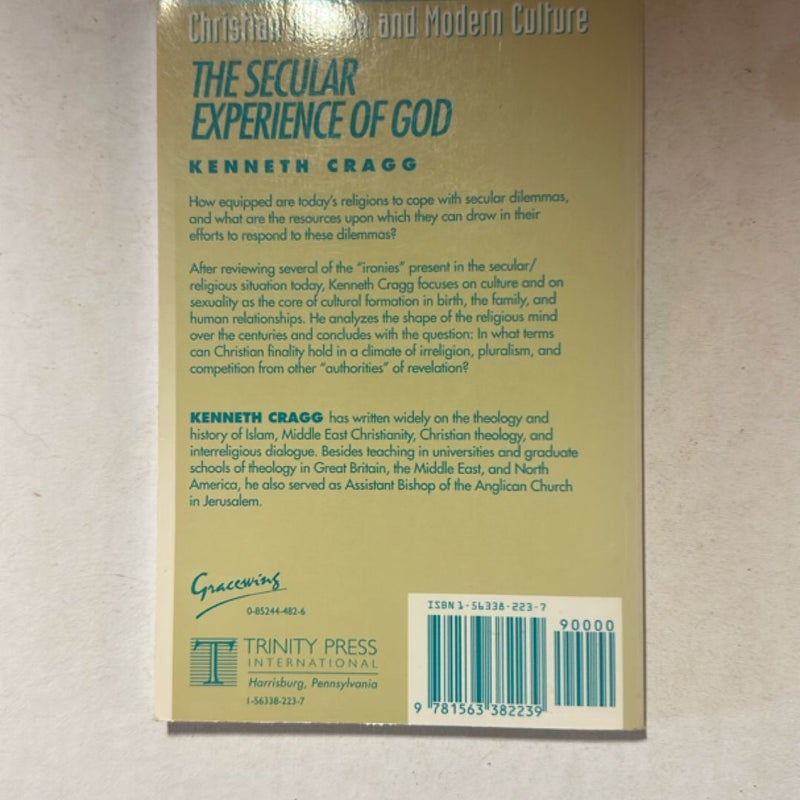 Christian and Modern Culture
THE SECULAR
EXPERIENCE OF GOD
KENNETH CRAGG
How equipped are today's religions to cope with secular dilemmas,
and what are the resources upon which they can draw in their
efforts to respond to these dilemmas?
After reviewing several of the "ironies" present in the secular/
religious situation today, Kenneth Cragg focuses on culture and on
sexuality as the core of cultural formation in birth, the family, and
human relationships. He analyzes the shape of the religious mind
over the centuries and concludes with the question: In what terms
can Christian finality hold in a climate of irreligion, pluralism, and
competition from other "authorities" of revelation?
KENNETH CRAGG has written widely on the theology and
history of Islam, Middle East Christianity, Christian theology, and
interreligious dialogue. Besides teaching in universities and graduate
schools of theology in Great Britain, the Middle East, and North
America, he also served as Assistant Bishop of the Anglican Church
in Jerusalem.
Gracewing
0-85244-482-6
T TRINITY PRESS
INTERNATIONAL
Harrisburg, Pennsylvania
1-56338-223-7
ISBN 1-56338-223-7
90000
9 781563 382239